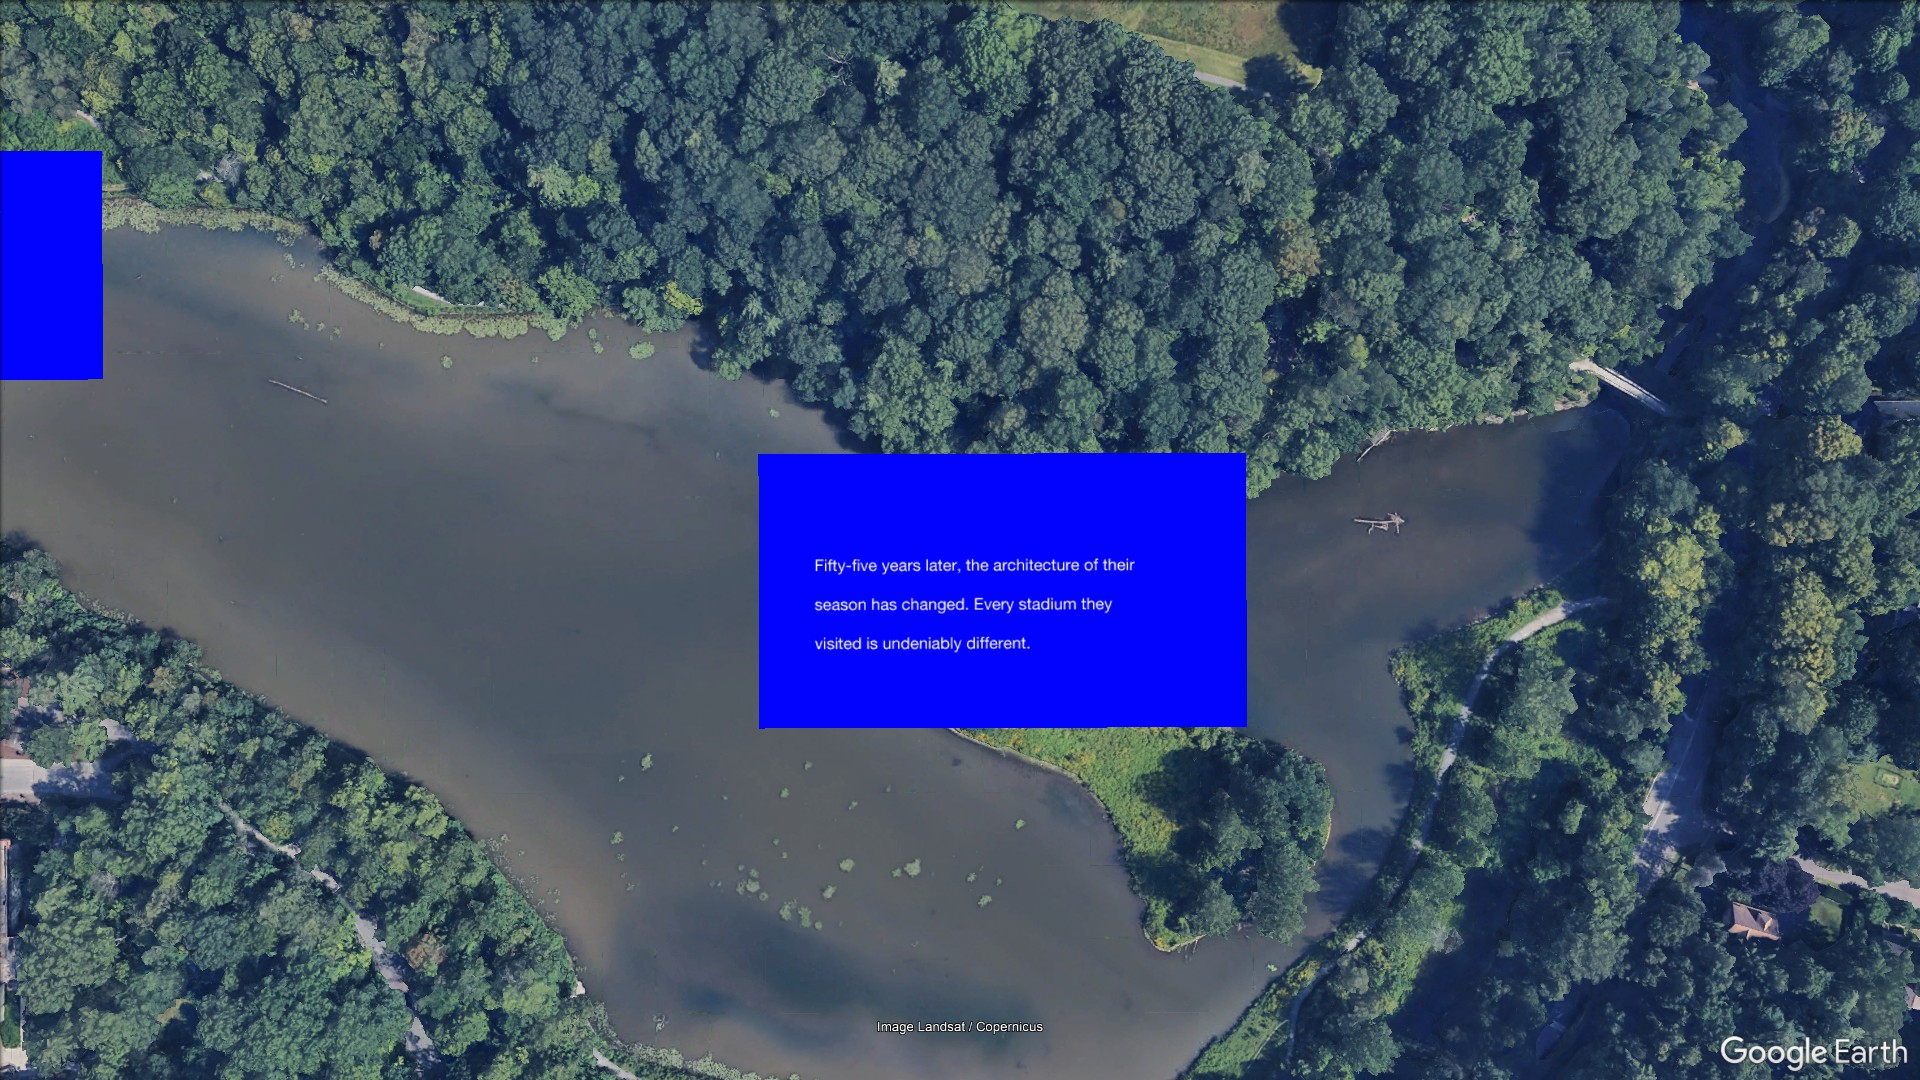 Fifty-five years later, the architecture of their
season has changed. Every stadium they
visited is undeniably different.
Image Landsat / Copernicus
Google Earth